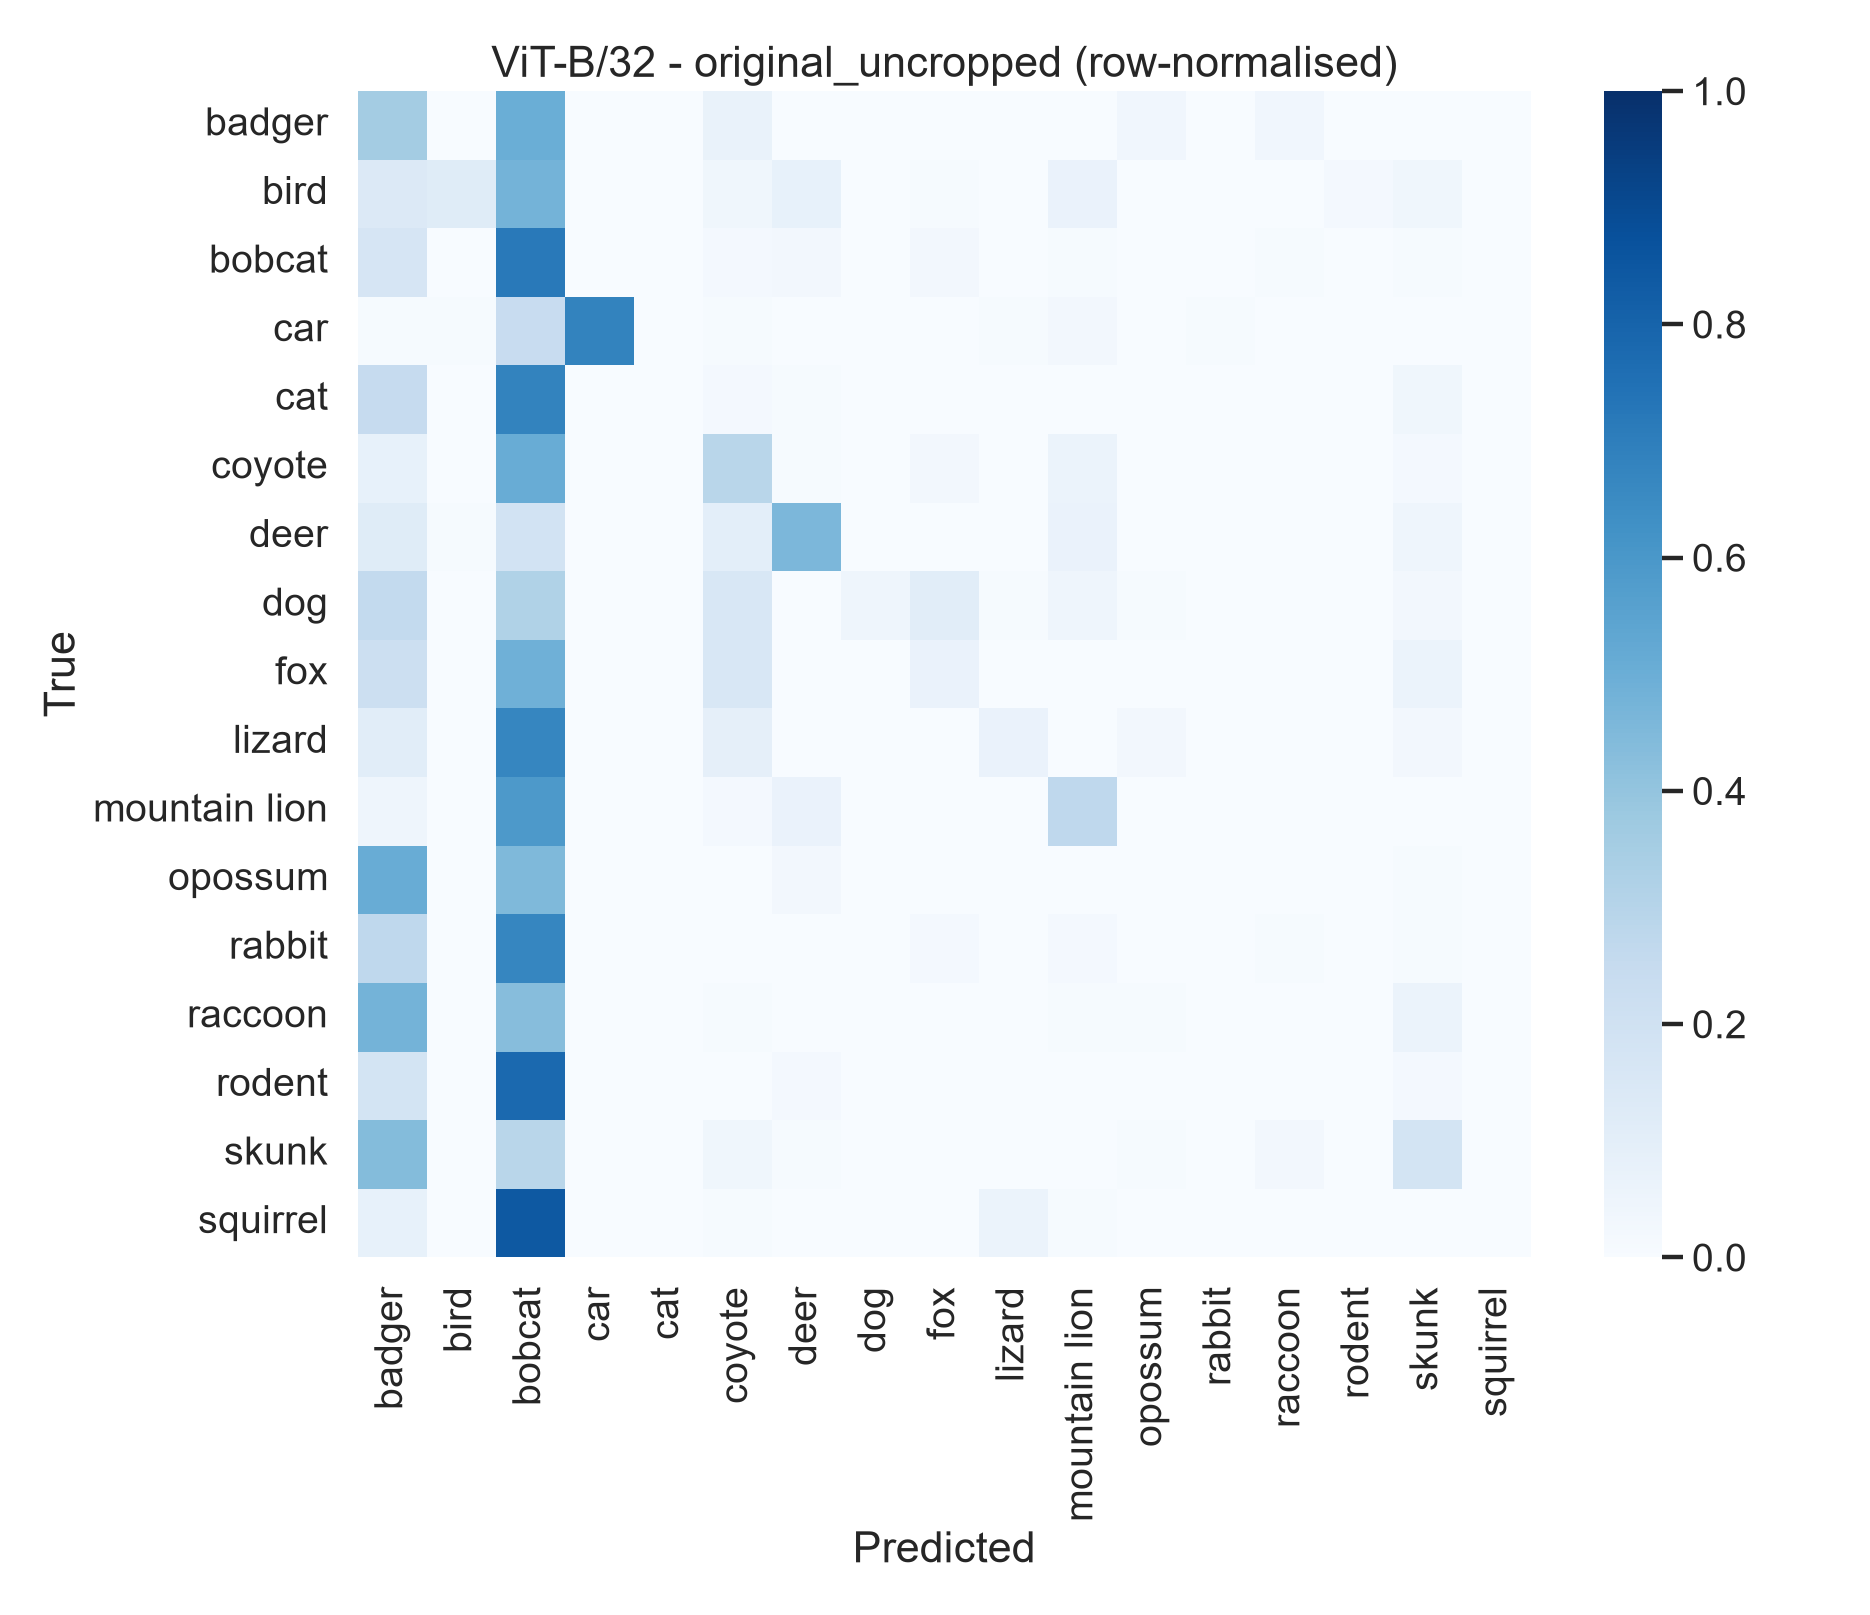 ViT-B/32 - original_uncropped (row-normalised)
True
badger
bird
bobcat
car
cat
coyote
deer
dog
fox
lizard
mountain lion
opossum
rabbit
raccoon
rodent
skunk
squirrel
badger
bird
bobcat
car
cat
coyote
deer
dog
fox
lizard
mountain lion
opossum
rabbit
raccoon
rodent
skunk
squirrel
Predicted
1.0
0.8
0.6
0.4
0.2
0.0